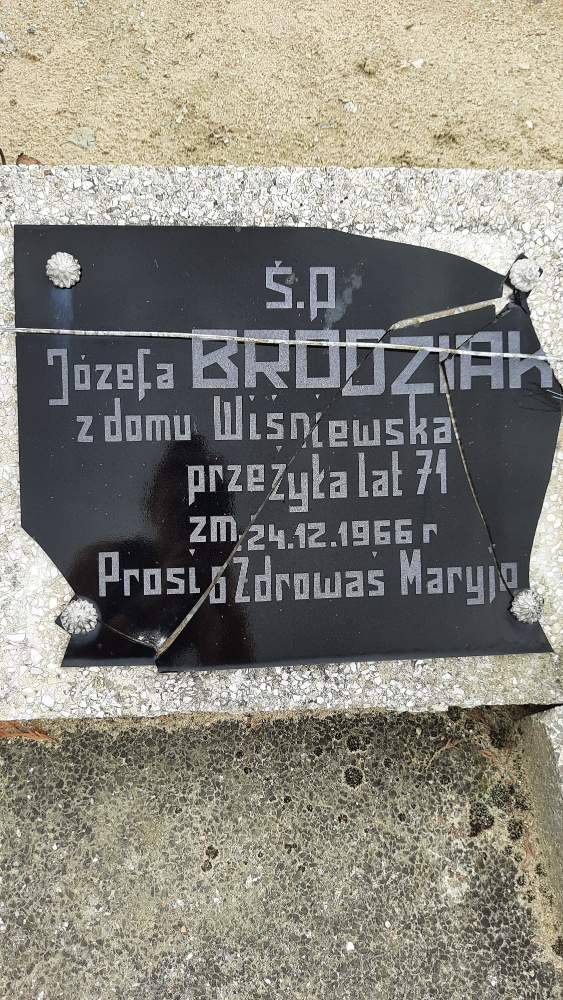 Ś.P
Józefa BRODZIAK
z domu Wiśniewska
przeżyła lat 71
zm. 24.12.1966 r
Prosi o Zdrowaś Maryjo